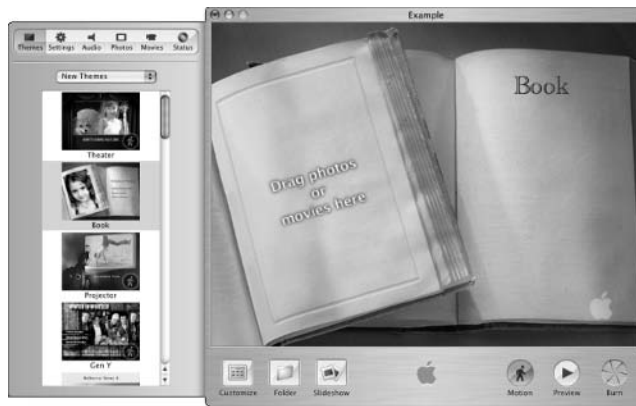 Example
Themes Settings Audio Photos Movies Status
New Themes
Theater
Book
Projector
Gen Y
Book
Drag photos
or
movies here
Customize Folder Slideshow Motion Preview Burn